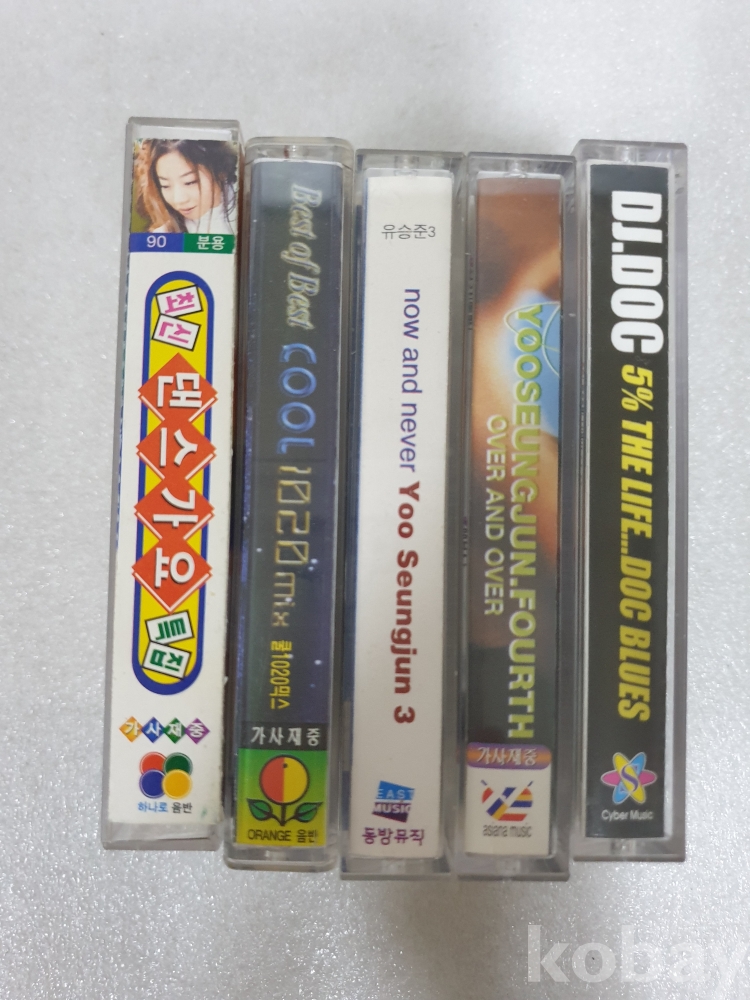 90 분용
최신
댄스가요
특집
가사재중
하나로 음반
Best of Best
COOL
1020 mix
쿨1020믹스
가사재중
ORANGE 음반
유승준3
now and never Yoo Seungjun 3
EAST
MUSIC
동방뮤직
YOOSEUNGJUN.FOURTH
OVER AND OVER
가사재중
asana music
DJ.DOC 5% THE LIFE...DOC BLUES
Cyber Music
kobay